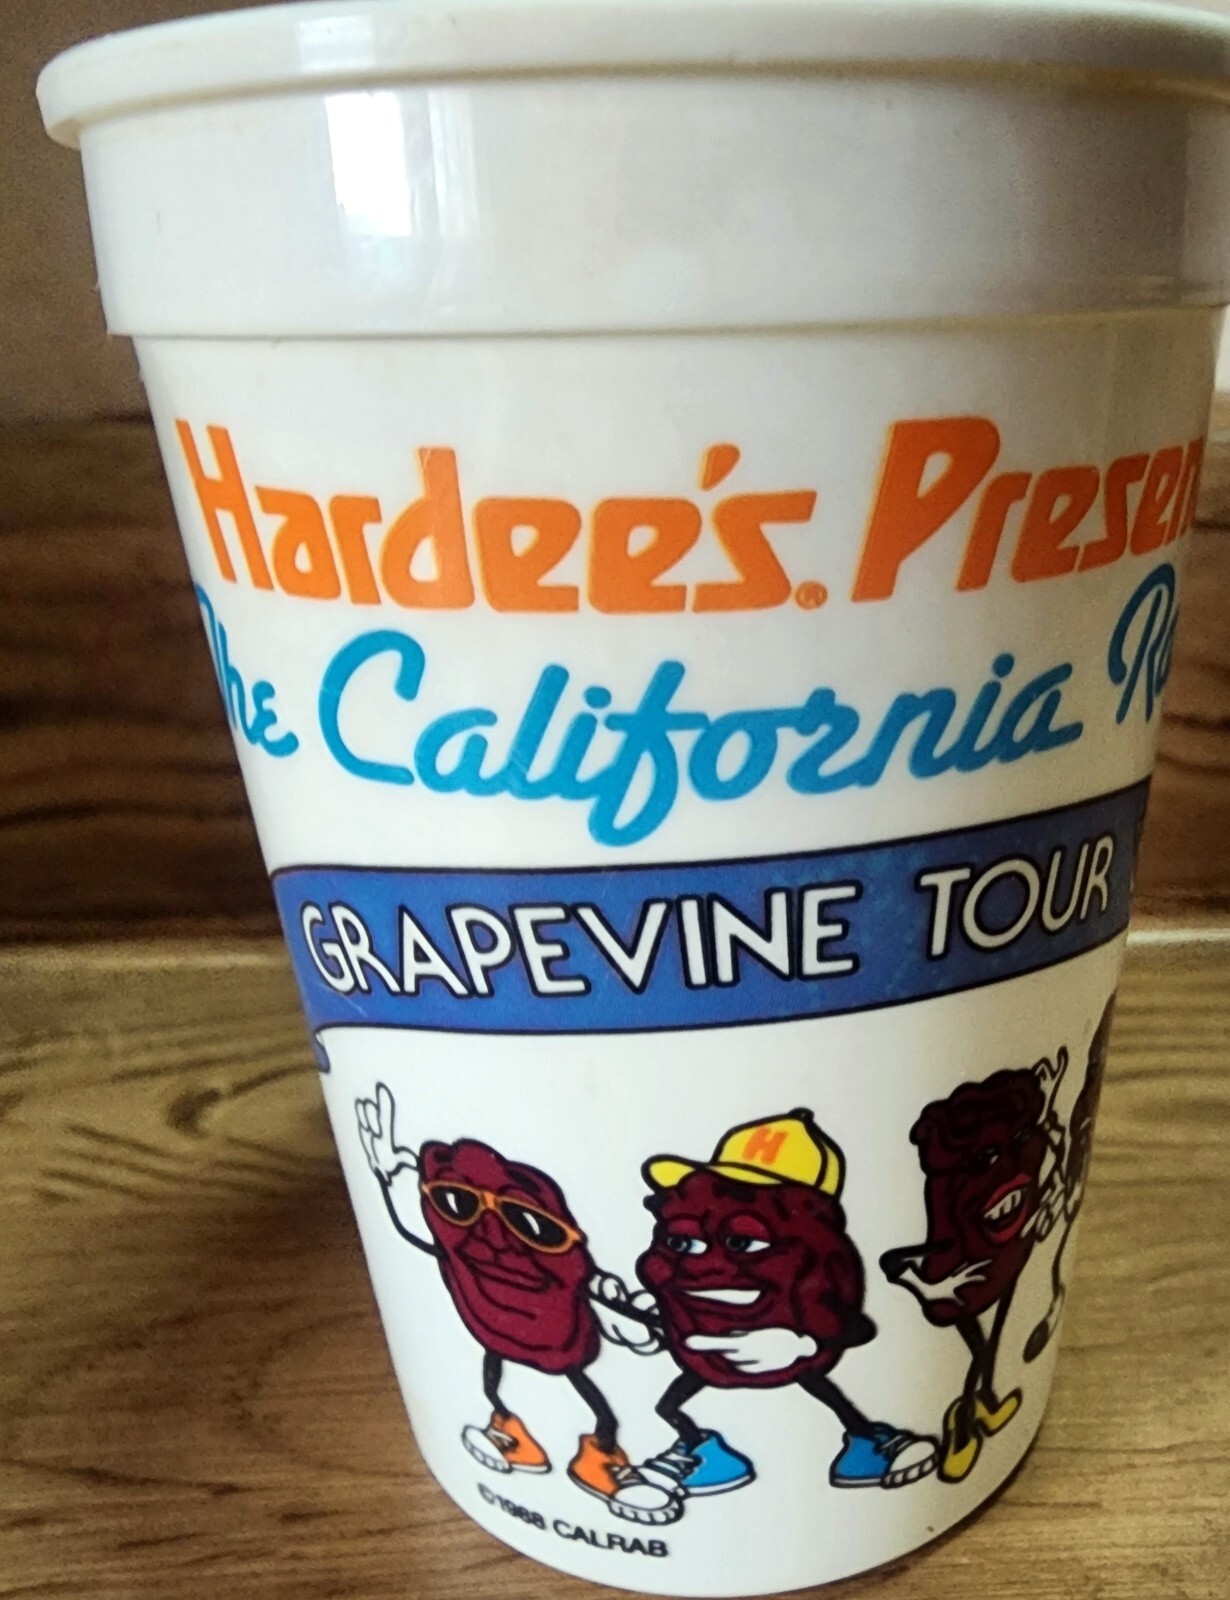 Hardee's® Presen
The California Ra
GRAPEVINE TOUR
H
©1988 CALRAB